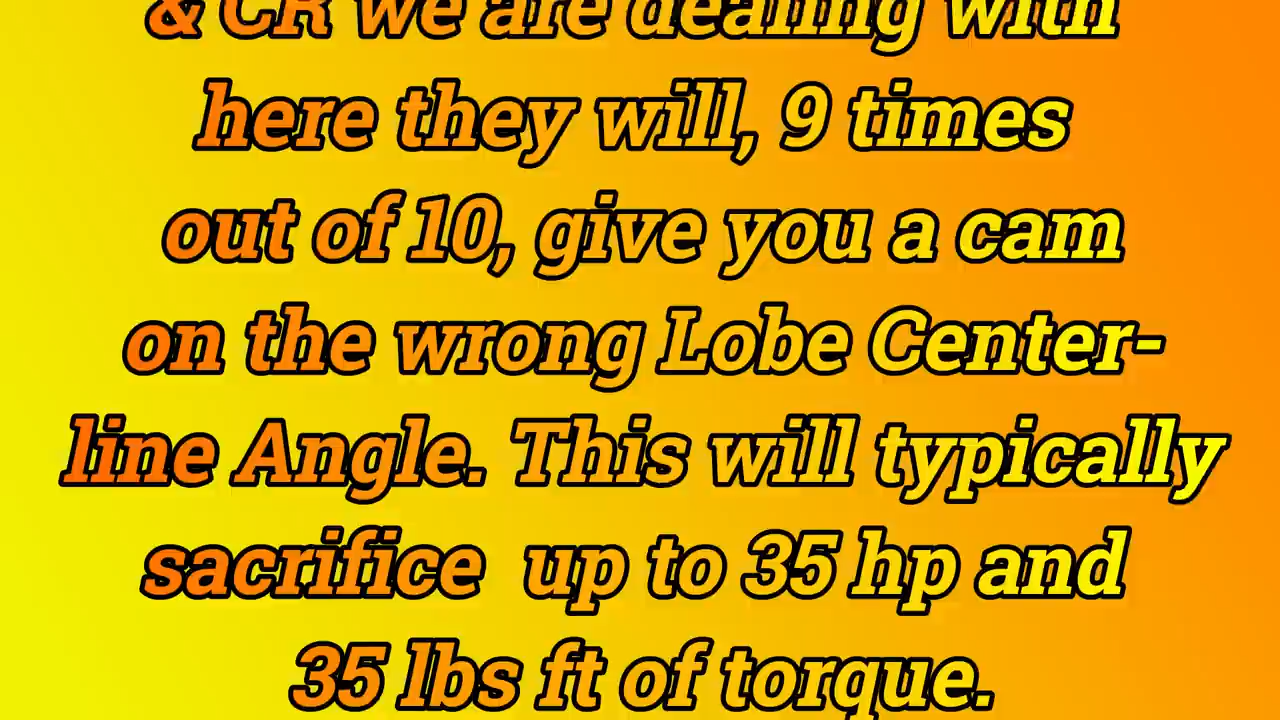 & CR we are dealing with
here they will, 9 times
out of 10, give you a cam
on the wrong Lobe Center-
line Angle. This will typically
sacrifice  up to 35 hp and
35 lbs ft of torque.